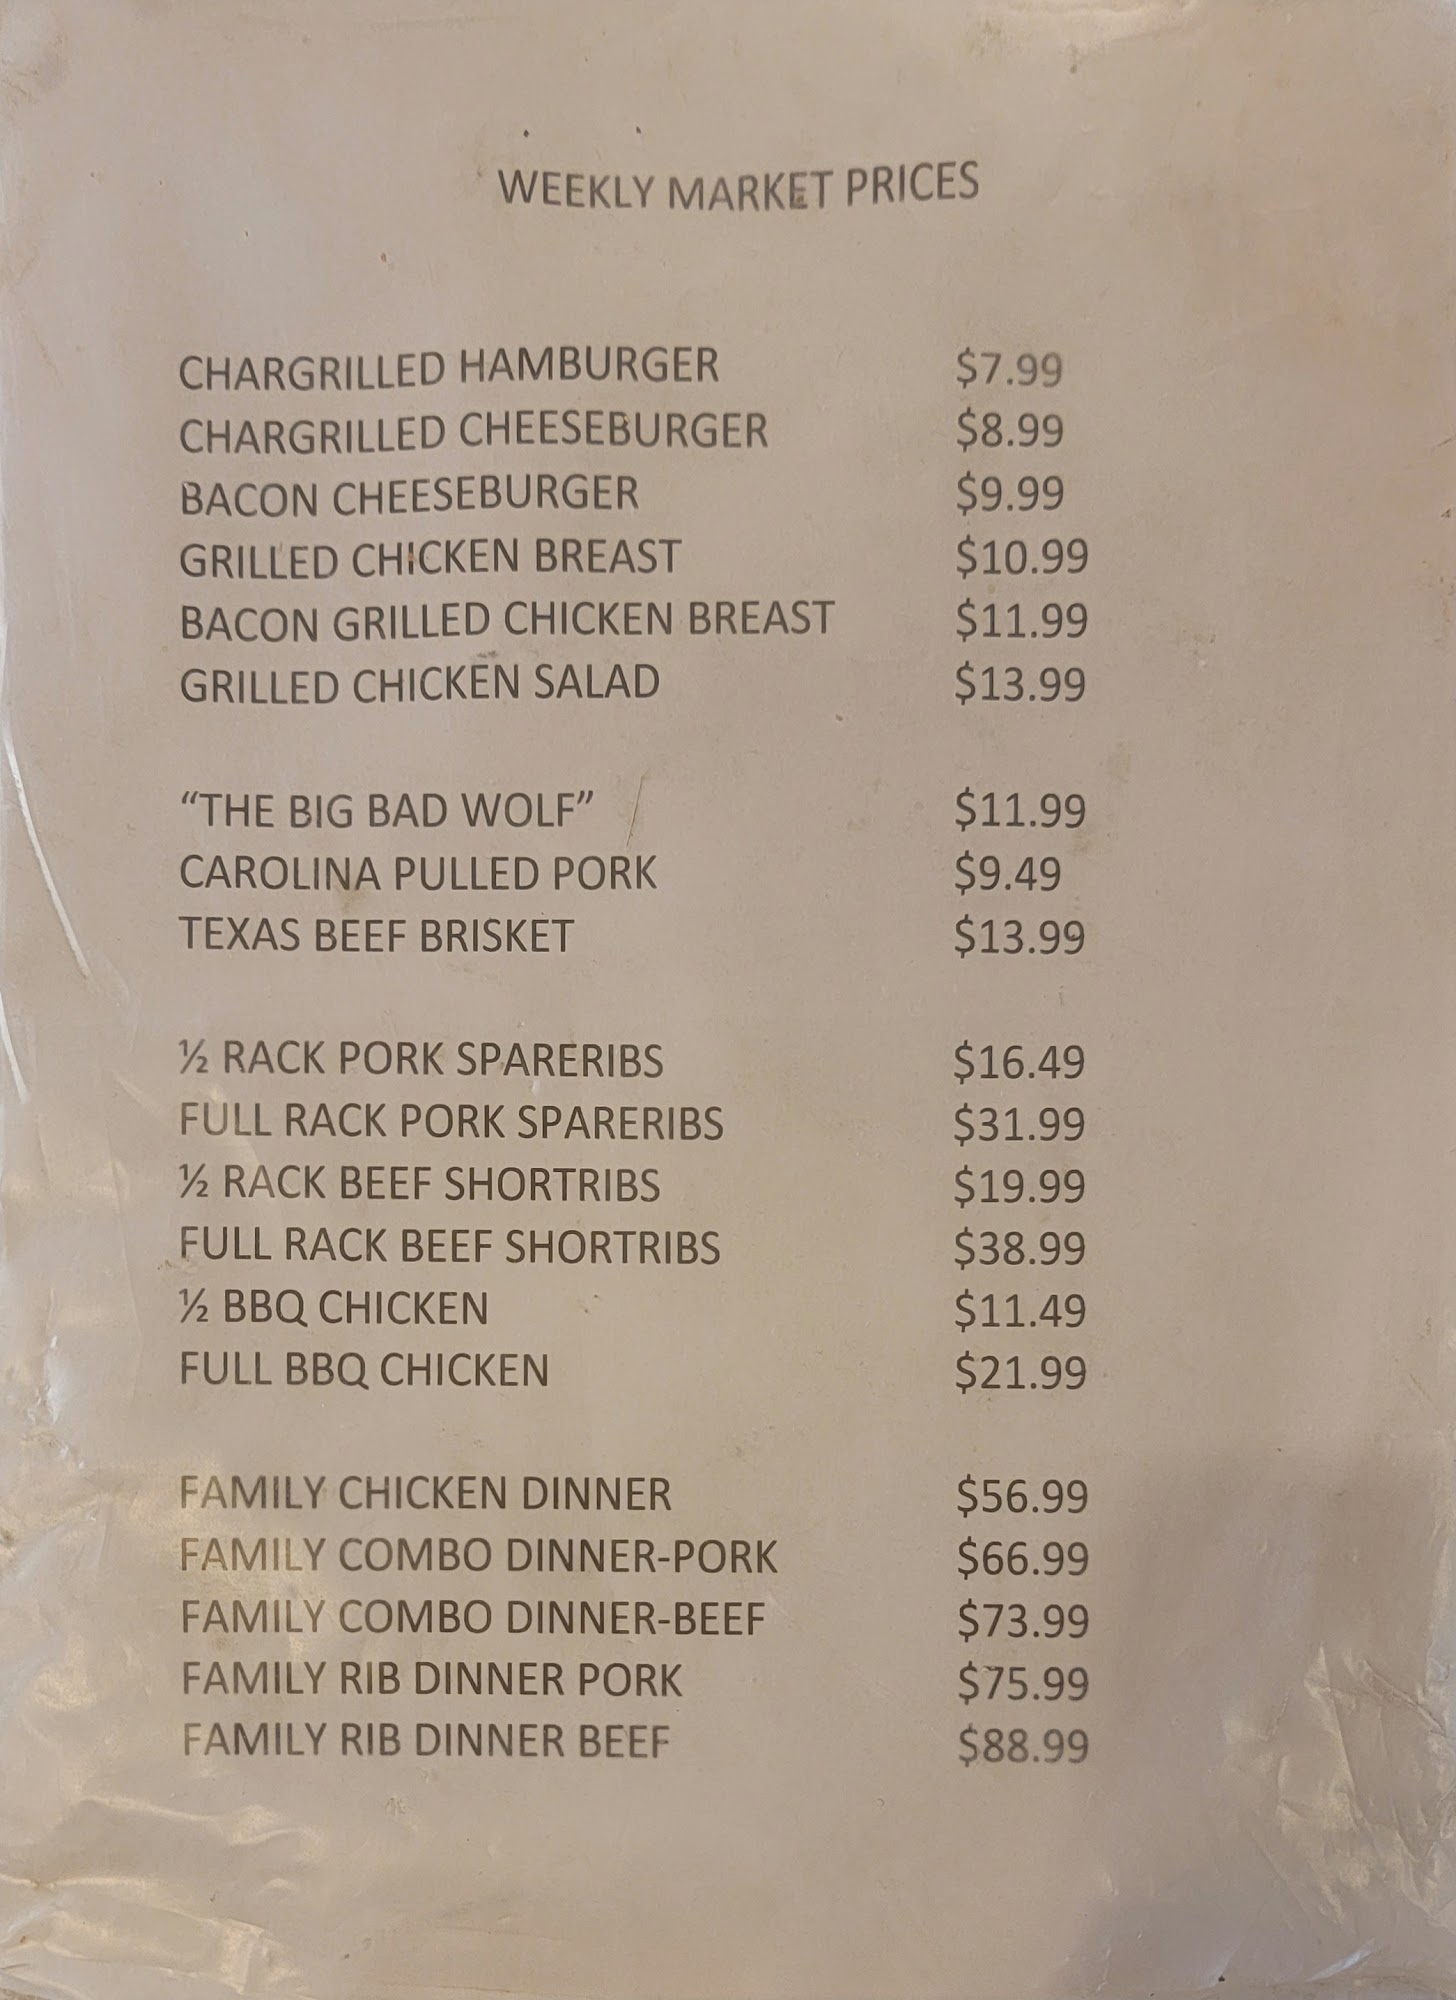 WEEKLY MARKET PRICES
CHARGRILLED HAMBURGER $7.99
CHARGRILLED CHEESEBURGER $8.99
BACON CHEESEBURGER $9.99
GRILLED CHICKEN BREAST $10.99
BACON GRILLED CHICKEN BREAST $11.99
GRILLED CHICKEN SALAD $13.99
“THE BIG BAD WOLF” $11.99
CAROLINA PULLED PORK $9.49
TEXAS BEEF BRISKET $13.99
½ RACK PORK SPARERIBS $16.49
FULL RACK PORK SPARERIBS $31.99
½ RACK BEEF SHORTRIBS $19.99
FULL RACK BEEF SHORTRIBS $38.99
½ BBQ CHICKEN $11.49
FULL BBQ CHICKEN $21.99
FAMILY CHICKEN DINNER $56.99
FAMILY COMBO DINNER-PORK $66.99
FAMILY COMBO DINNER-BEEF $73.99
FAMILY RIB DINNER PORK $75.99
FAMILY RIB DINNER BEEF $88.99